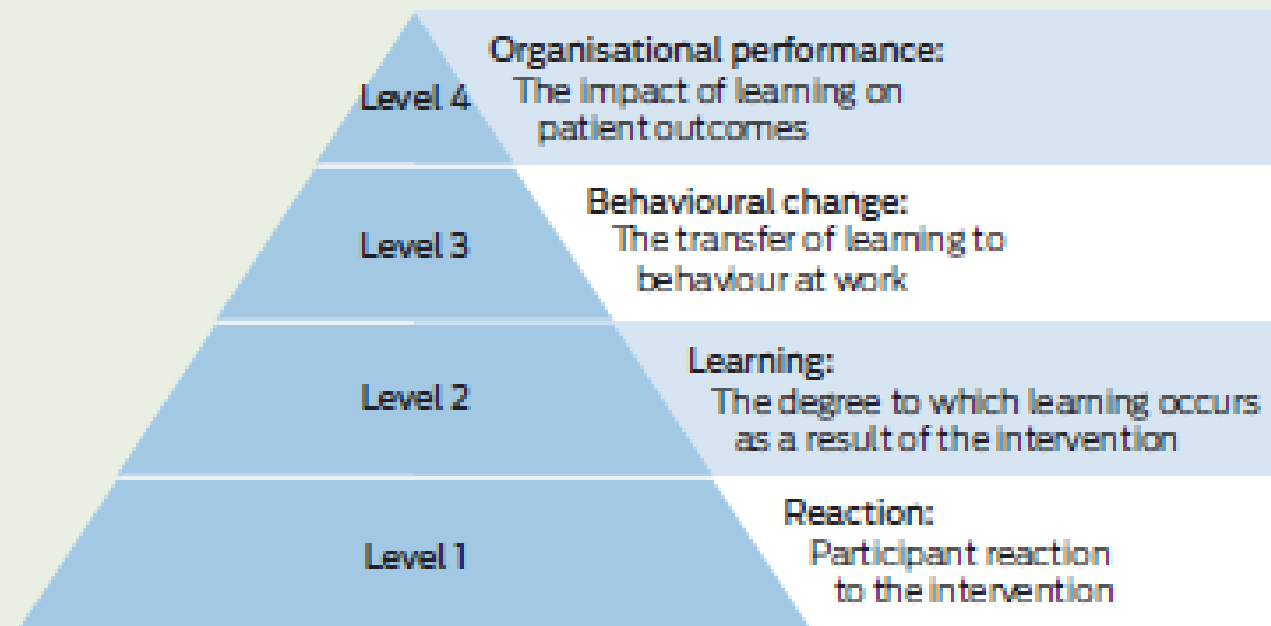 Level 4
Organisational performance:
The impact of learning on
patient outcomes
Level 3
Behavioural change:
The transfer of learning to
behaviour at work
Level 2
Learning:
The degree to which learning occurs
as a result of the intervention
Level 1
Reaction:
Participant reaction
to the intervention